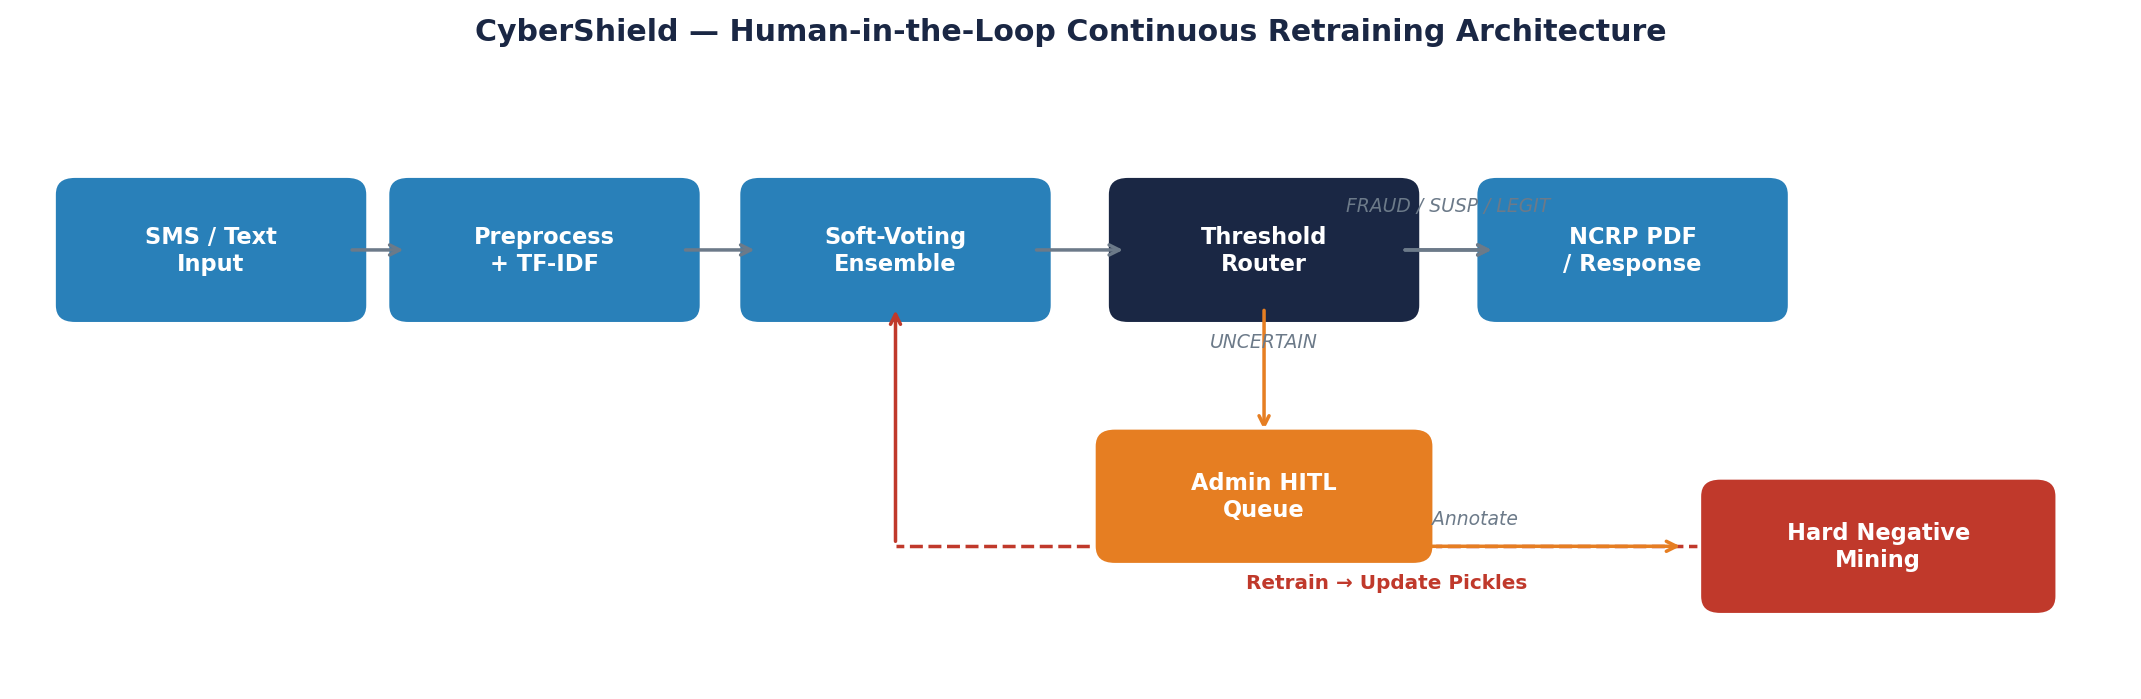 CyberShield — Human-in-the-Loop Continuous Retraining Architecture
SMS / Text
Input
Preprocess
+ TF-IDF
Soft-Voting
Ensemble
Threshold
Router
FRAUD / SUSP / LEGIT
NCRP PDF
/ Response
UNCERTAIN
Admin HITL
Queue
Annotate
Hard Negative
Mining
Retrain → Update Pickles